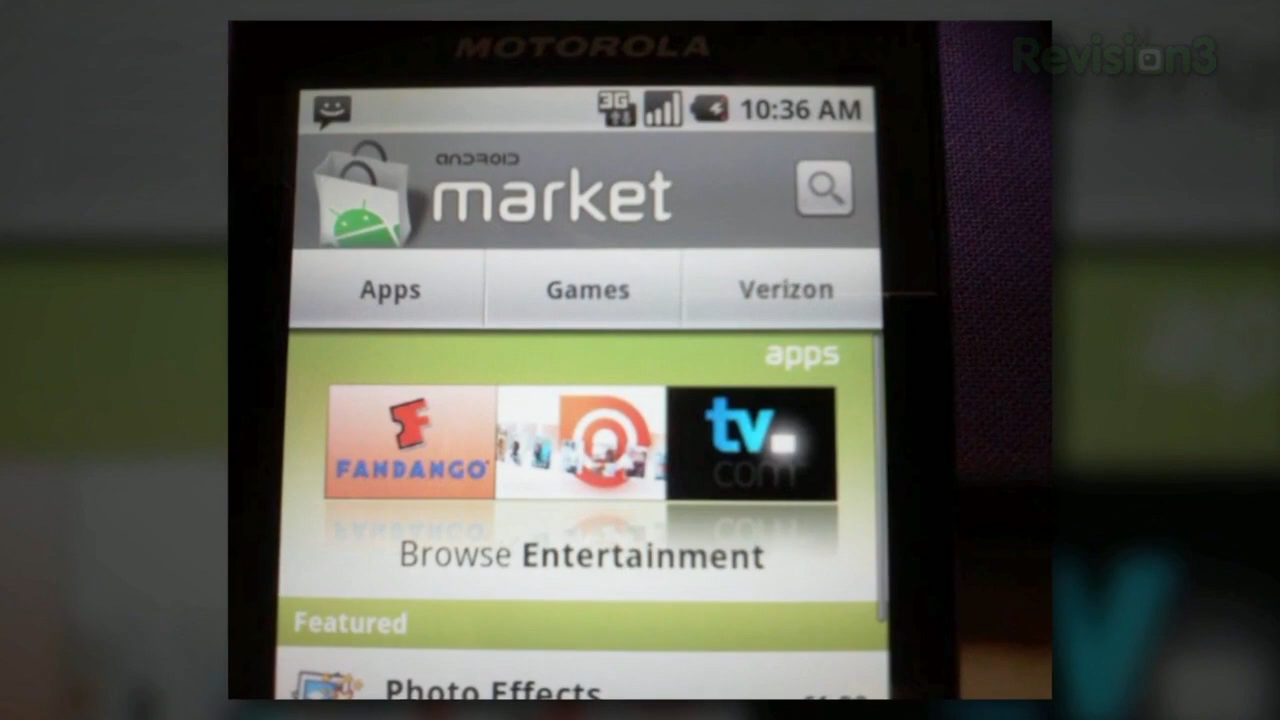 MOTOROLA
Revision3
3G
10:36 AM
ANDROID
market
Apps
Games
Verizon
apps
FANDANGO
tv.
com
Browse Entertainment
Featured
Photo Effects